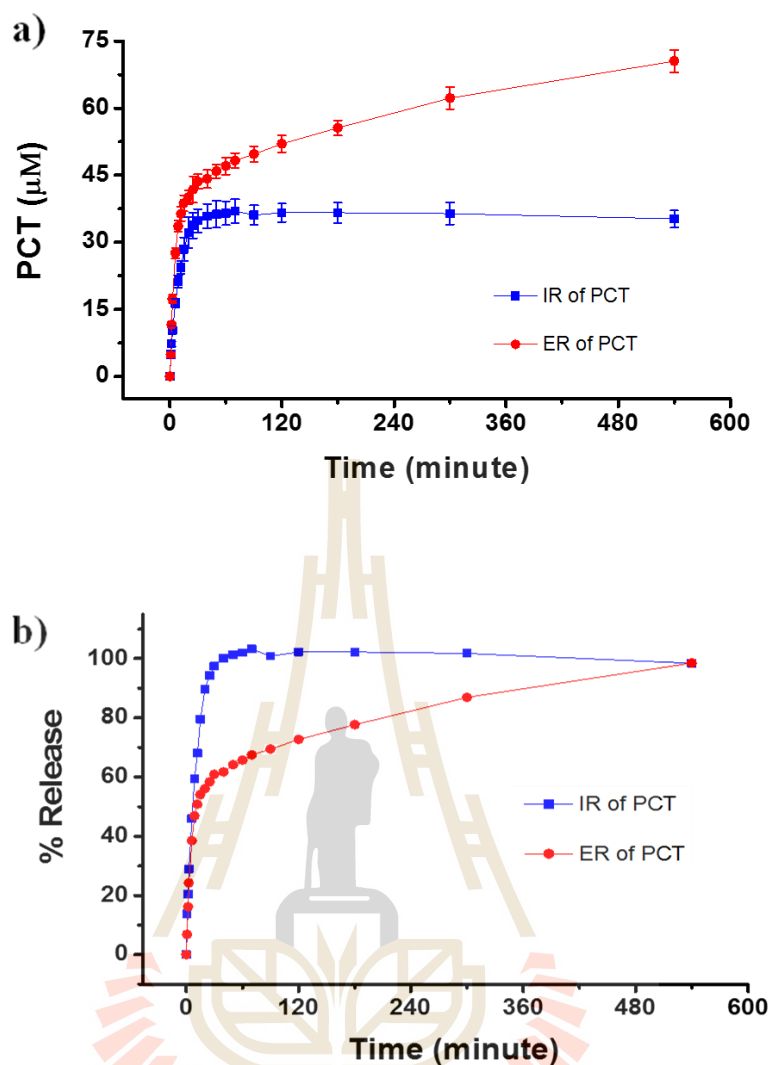 a)
75
60
45
30
15
0
PCT (µM)
IR of PCT
ER of PCT
0 120 240 360 480 600
Time (minute)
b)
100
80
60
40
20
0
% Release
IR of PCT
ER of PCT
0 120 240 360 480 600
Time (minute)